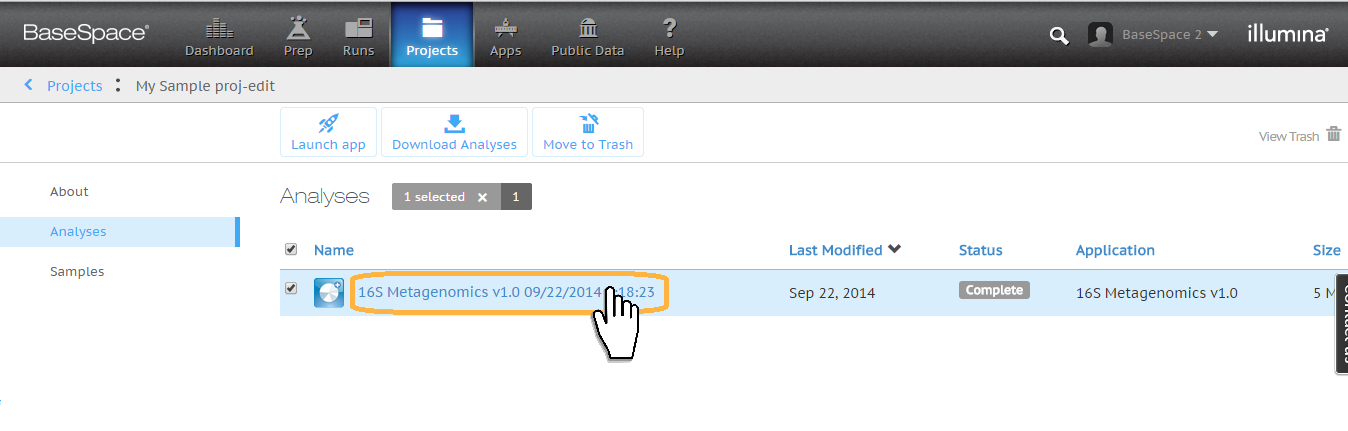 BaseSpace®
Dashboard Prep Runs Projects Apps Public Data Help
BaseSpace 2
illumina®
Projects : My Sample proj-edit
Launch app Download Analyses Move to Trash
View Trash
About
Analyses
Samples
Analyses 1 selected × 1
Name Last Modified Status Application Size
16S Metagenomics v1.0 09/22/2014 :18:23 Sep 22, 2014 Complete 16S Metagenomics v1.0 5 M
Contact us